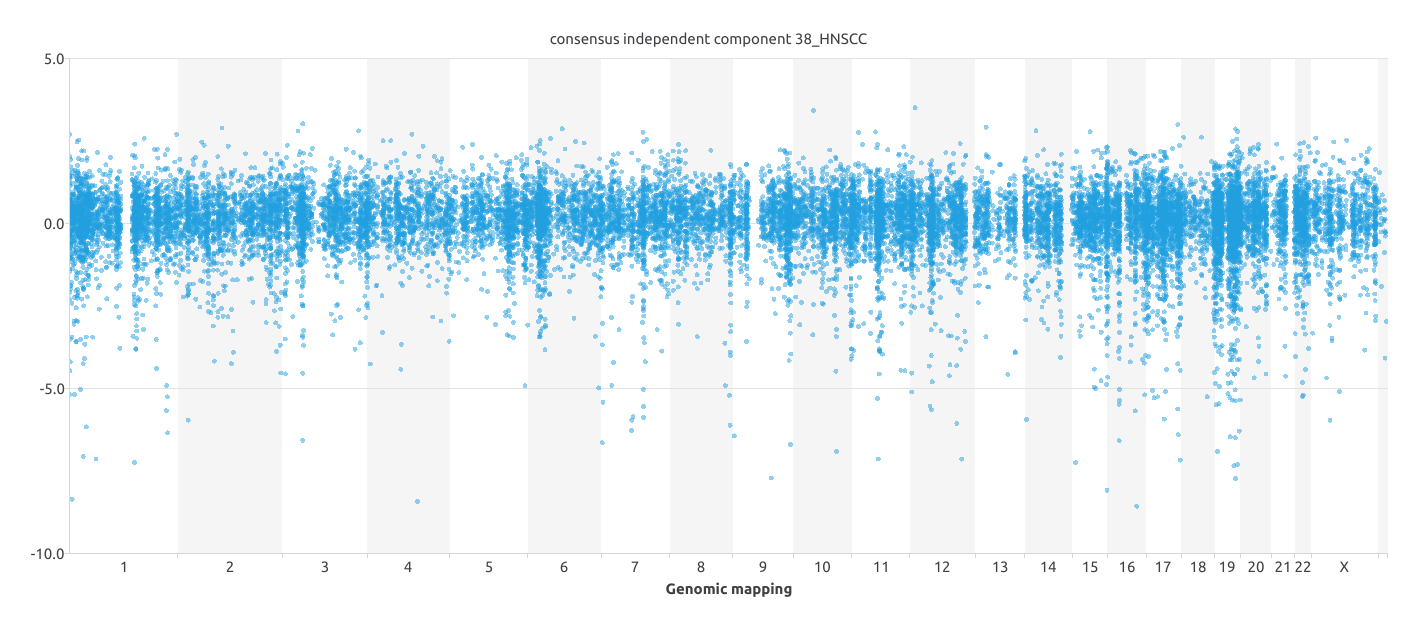 consensus independent component 38_HNSCC
5.0
0.0
-5.0
-10.0
1 2 3 4 5 6 7 8 9 10 11 12 13 14 15 16 17 18 19 20 21 22 X
Genomic mapping